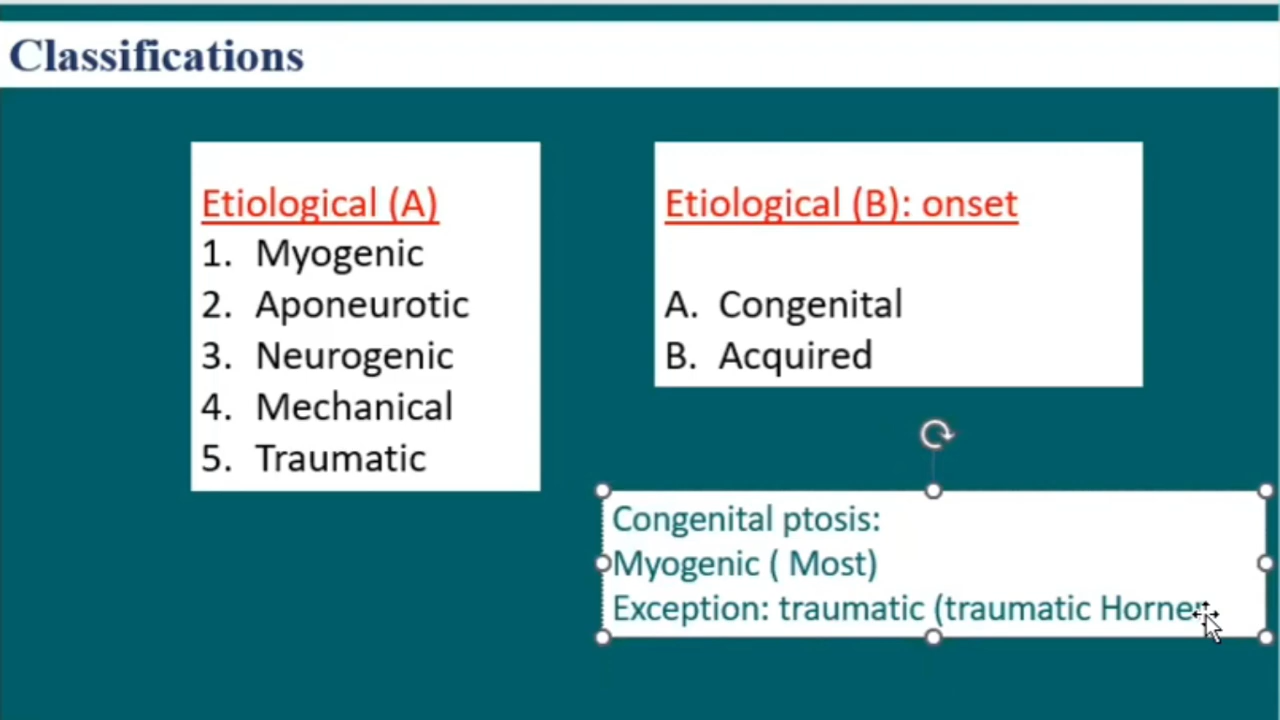 Classifications
Etiological (A)
1. Myogenic
2. Aponeurotic
3. Neurogenic
4. Mechanical
5. Traumatic
Etiological (B): onset
A. Congenital
B. Acquired
Congenital ptosis:
Myogenic ( Most)
Exception: traumatic (traumatic Horner